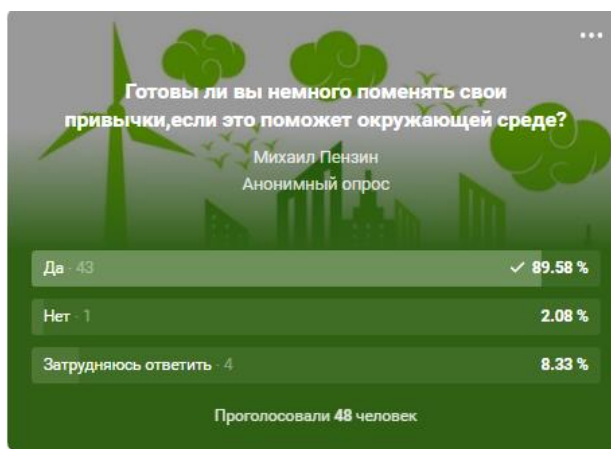 Готовы ли вы немного поменять свои
привычки,если это поможет окружающей среде?
Михаил Пензин
Анонимный опрос
Да · 43 89.58 %
Нет · 1 2.08 %
Затрудняюсь ответить · 4 8.33 %
Проголосовали 48 человек